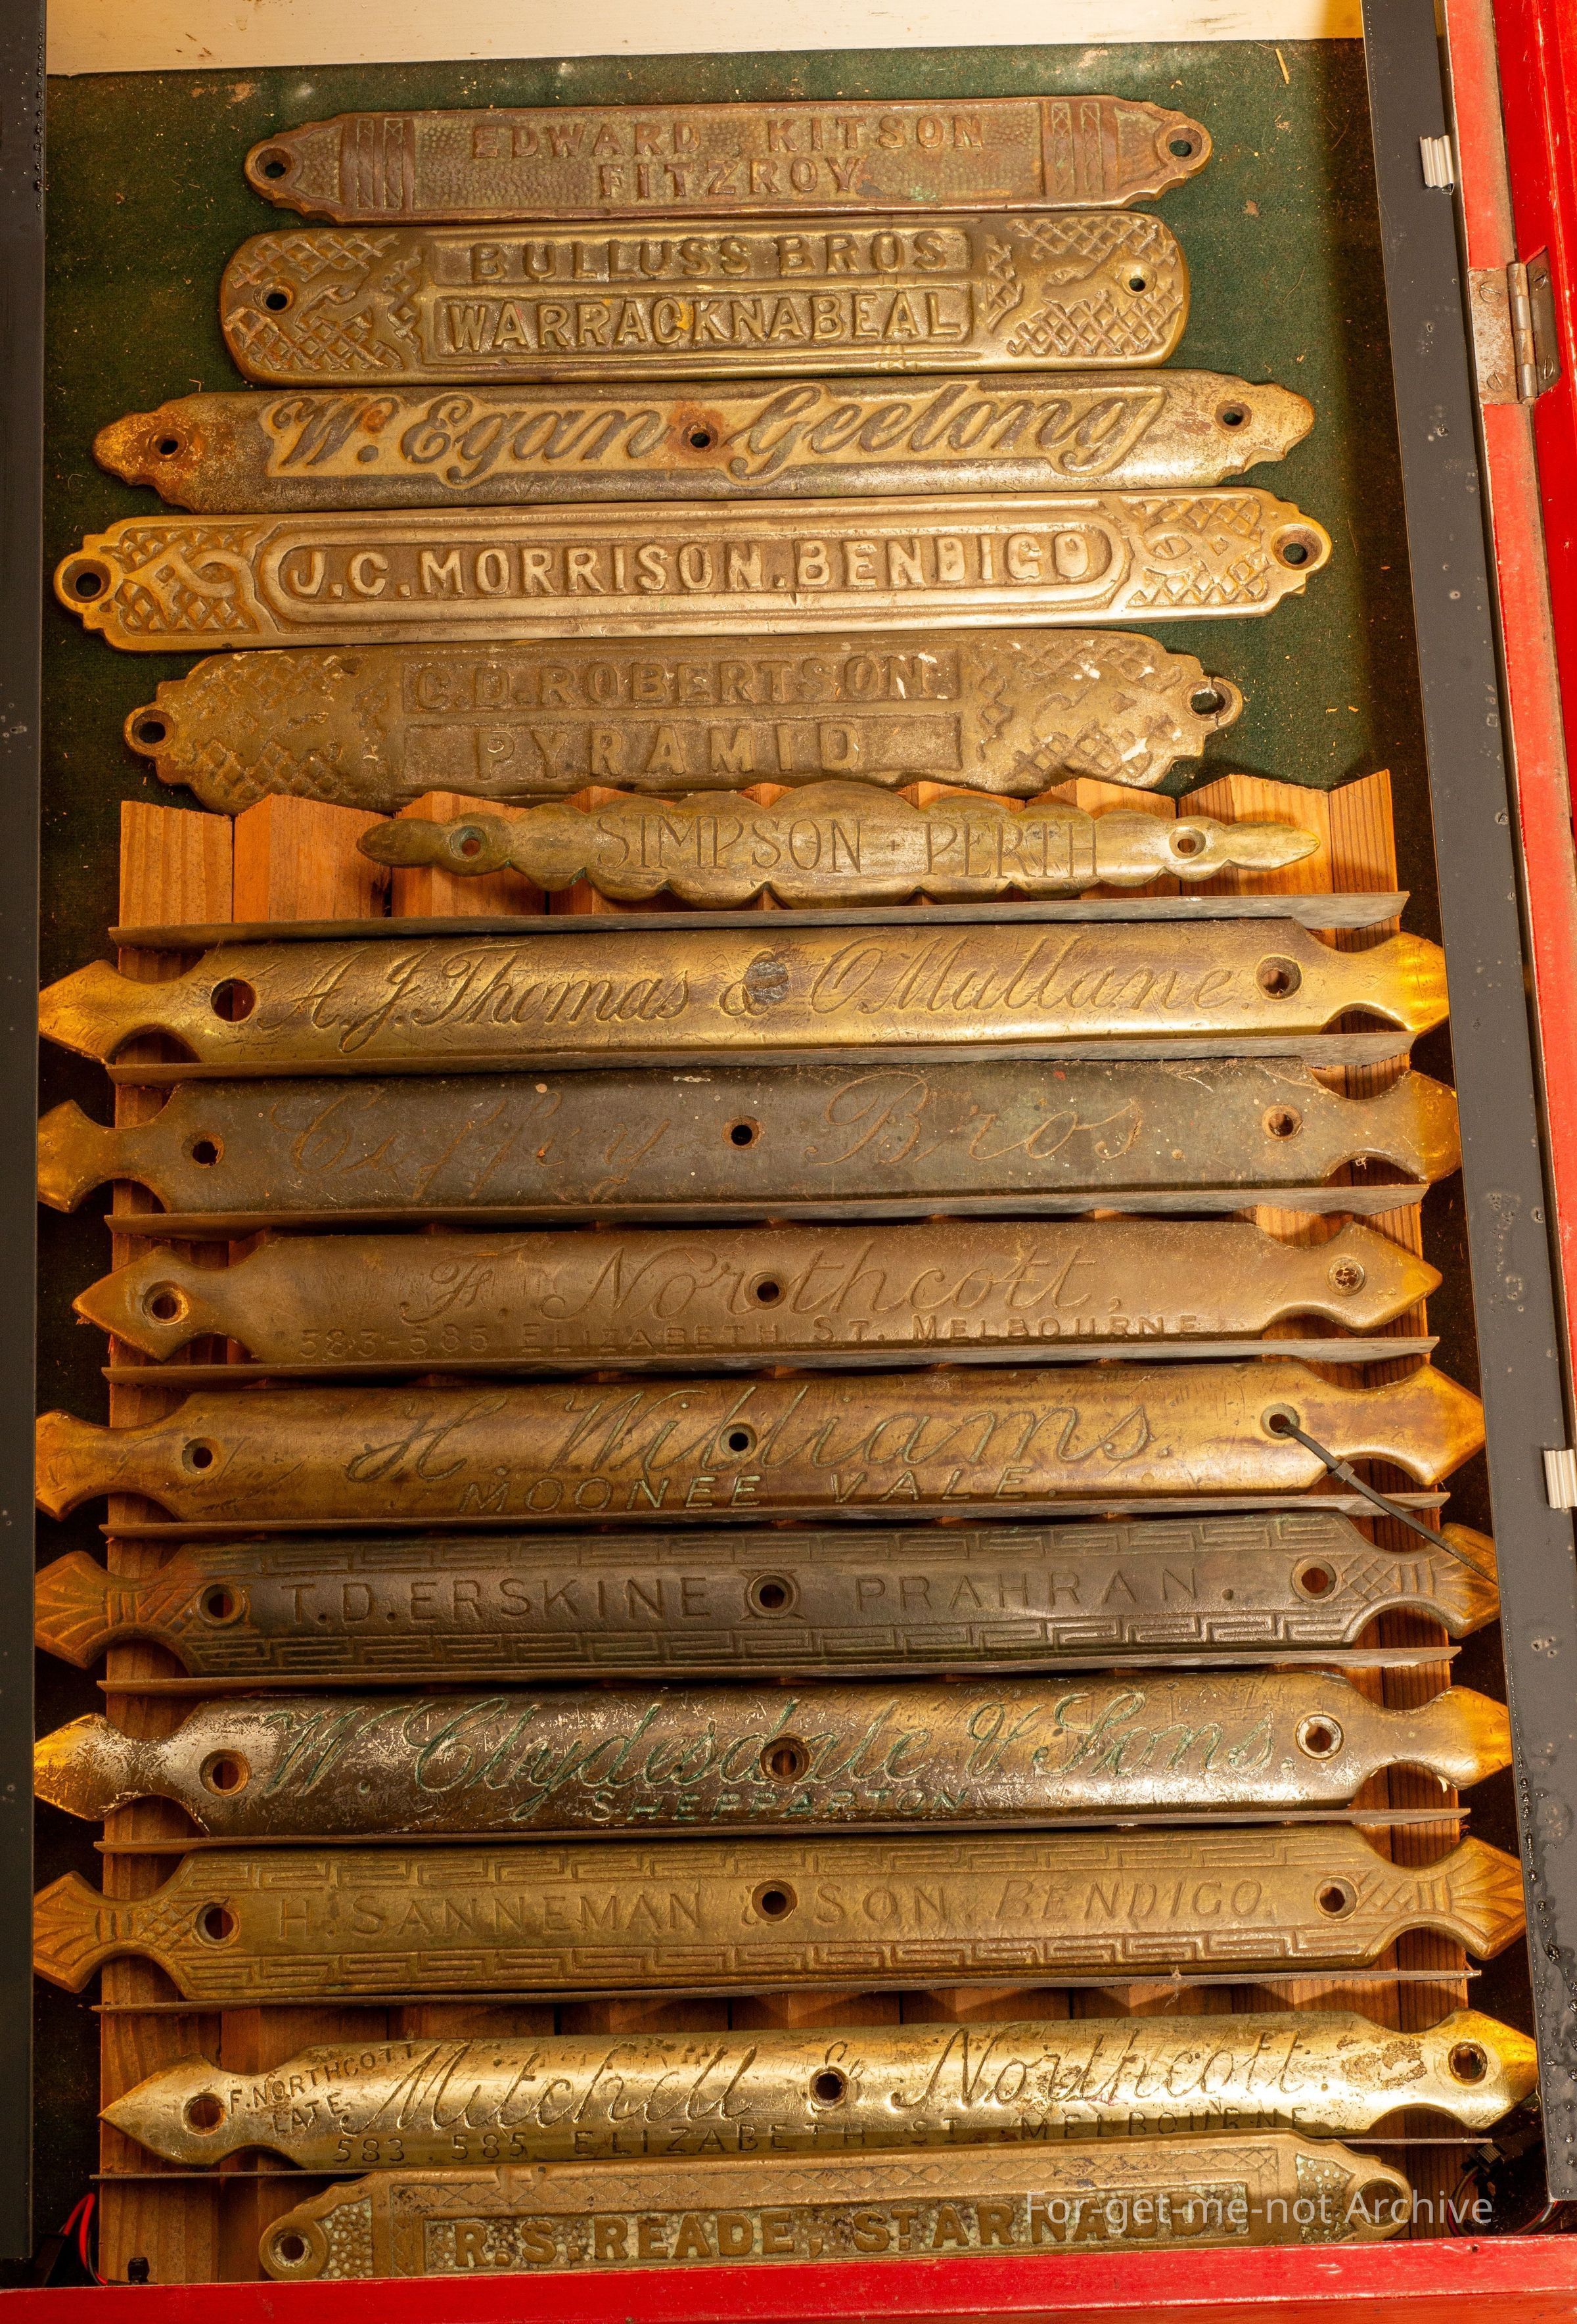 EDWARD KITSON
FITZROY
BULLUSS BROS
WARRACKNABEAL
W. Egan Geelong
J.C. MORRISON. BENDIGO
C.D. ROBERTSON
PYRAMID
SIMPSON · PERTH
A.J. Thomas & O'Mullane
Bros
F. Northcott,
583-585 ELIZABETH ST. MELBOURNE
H. Williams.
MOONEE VALE.
T.D. ERSKINE PRAHRAN.
W. Clydesdale & Sons.
SHEPPARTON
H. SANNEMAN & SON. BENDIGO.
Mitchell & Northcott.
F. NORTHCOTT
LATE
583 585 ELIZABETH ST MELBOURNE
R.S. READE, ST ARNAUD.
For-get-me-not Archive